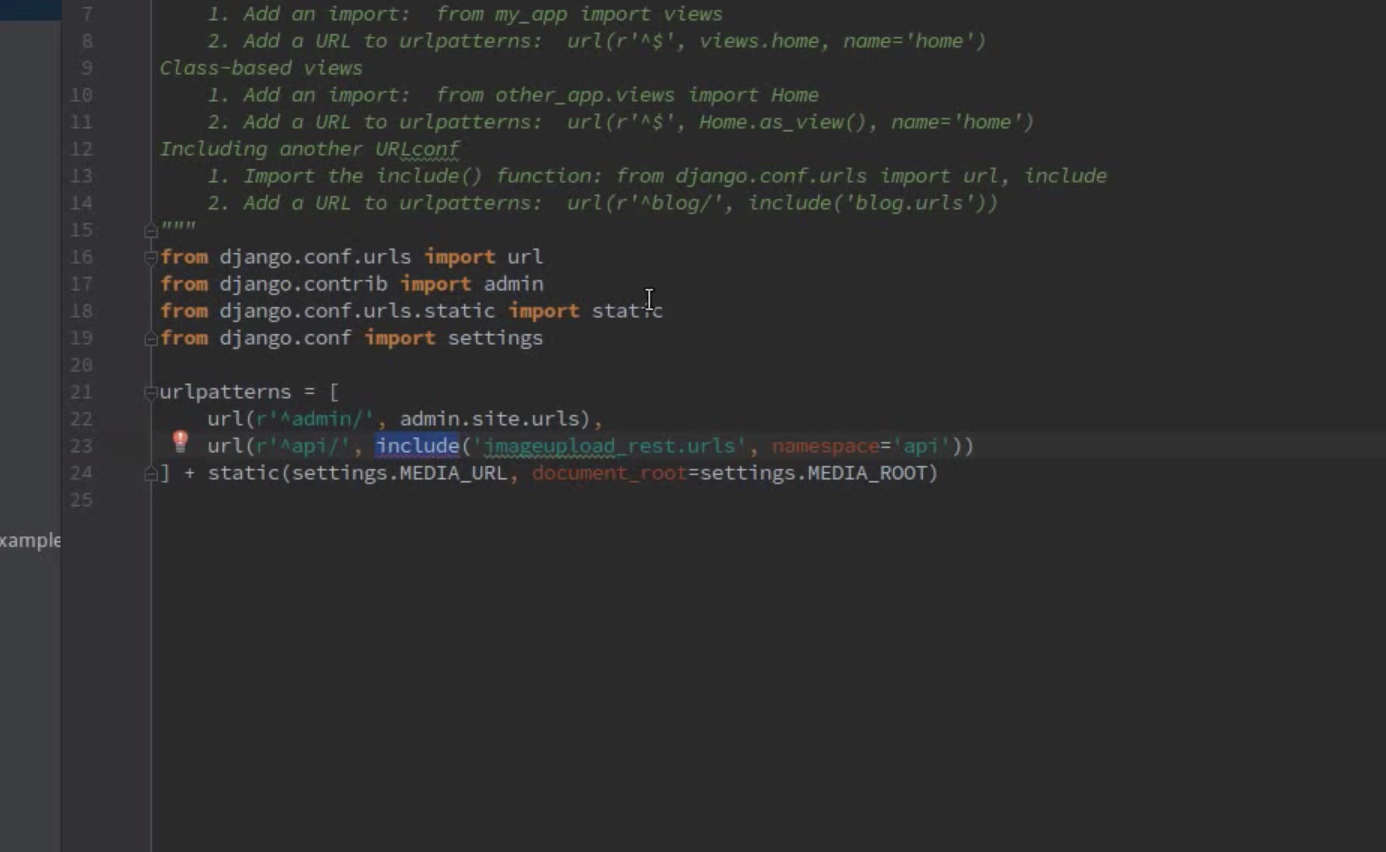 7 1. Add an import:  from my_app import views
8 2. Add a URL to urlpatterns:  url(r'^$', views.home, name='home')
9 Class-based views
10 1. Add an import:  from other_app.views import Home
11 2. Add a URL to urlpatterns:  url(r'^$', Home.as_view(), name='home')
12 Including another URLconf
13 1. Import the include() function: from django.conf.urls import url, include
14 2. Add a URL to urlpatterns:  url(r'^blog/', include('blog.urls'))
15 """
16 from django.conf.urls import url
17 from django.contrib import admin
18 from django.conf.urls.static import static
19 from django.conf import settings
20
21 urlpatterns = [
22 url(r'^admin/', admin.site.urls),
23 url(r'^api/', include('imageupload_rest.urls', namespace='api'))
24 ] + static(settings.MEDIA_URL, document_root=settings.MEDIA_ROOT)
25
xample